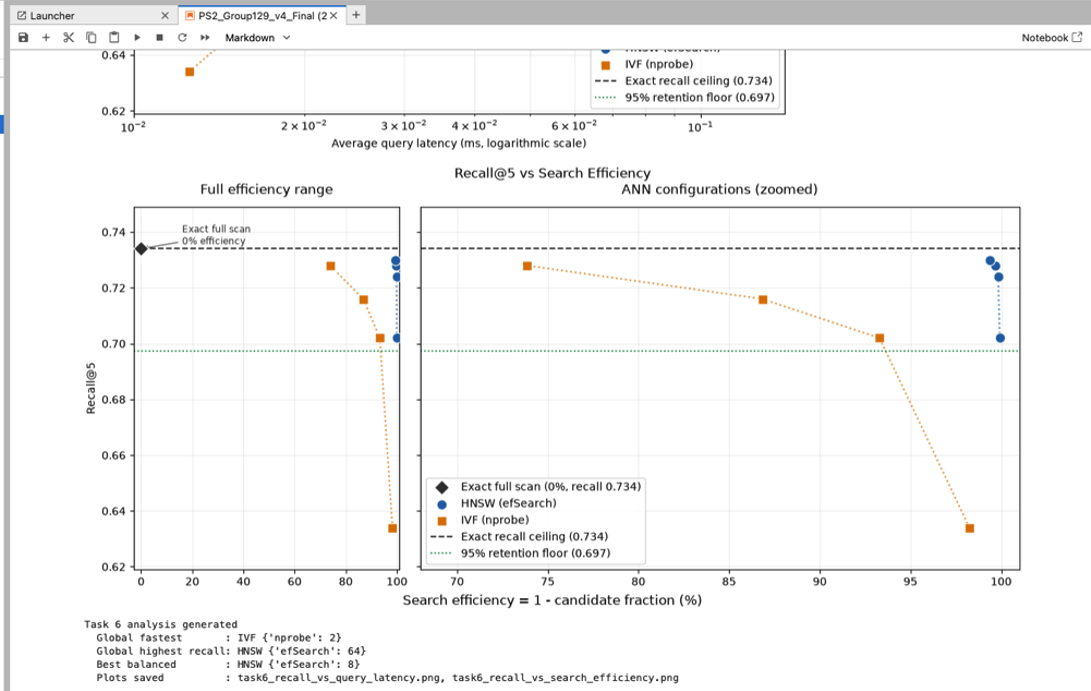 Launcher
PS2_Group129_v4_Final (2
Markdown
Notebook
0.64
0.62
HNSW (efSearch)
IVF (nprobe)
Exact recall ceiling (0.734)
95% retention floor (0.697)
10⁻²
2 × 10⁻²
3 × 10⁻²
4 × 10⁻²
6 × 10⁻²
10⁻¹
Average query latency (ms, logarithmic scale)
Recall@5 vs Search Efficiency
Full efficiency range
ANN configurations (zoomed)
Recall@5
0.74
0.72
0.70
0.68
0.66
0.64
0.62
Exact full scan
0% efficiency
0
20
40
60
80
100
Exact full scan (0%, recall 0.734)
HNSW (efSearch)
IVF (nprobe)
Exact recall ceiling (0.734)
95% retention floor (0.697)
70
75
80
85
90
95
100
Search efficiency = 1 - candidate fraction (%)
Task 6 analysis generated
Global fastest : IVF {'nprobe': 2}
Global highest recall: HNSW {'efSearch': 64}
Best balanced : HNSW {'efSearch': 8}
Plots saved : task6_recall_vs_query_latency.png, task6_recall_vs_search_efficiency.png